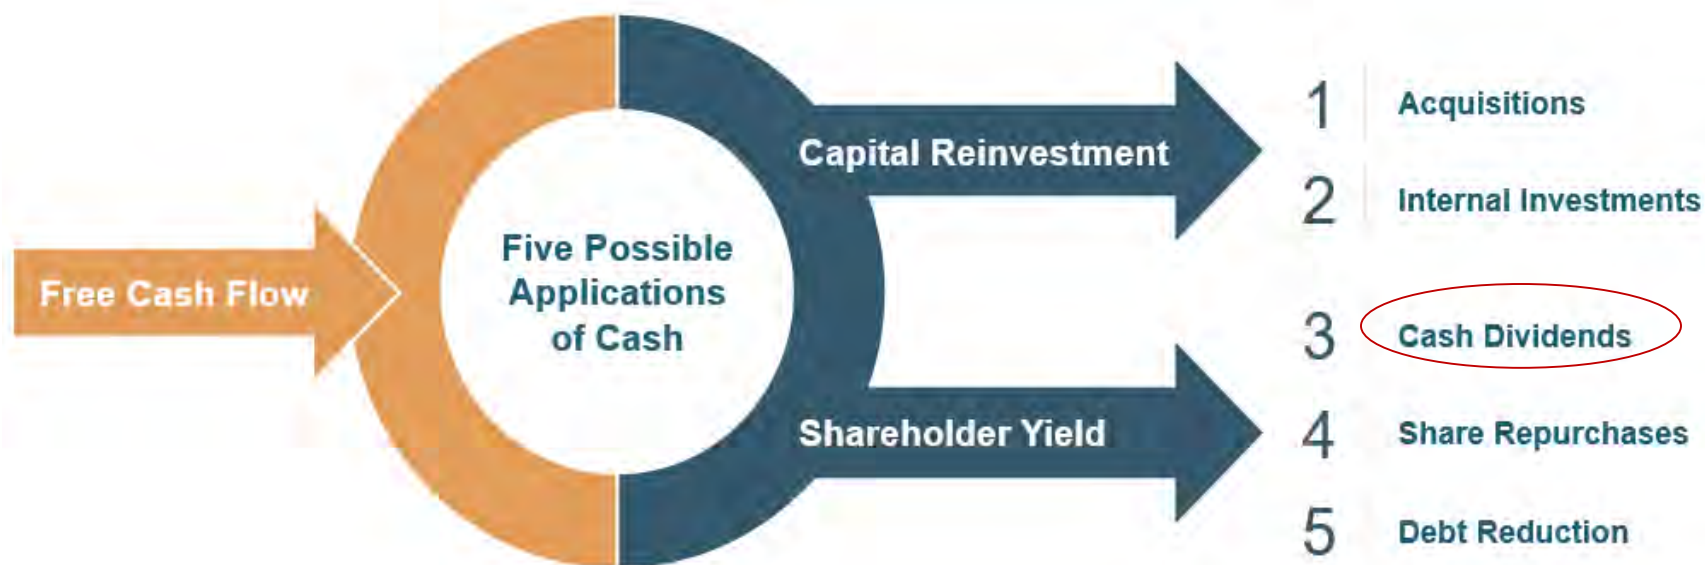 Free Cash Flow
Five Possible
Applications
of Cash
Capital Reinvestment
1 Acquisitions
2 Internal Investments
Shareholder Yield
3 Cash Dividends
4 Share Repurchases
5 Debt Reduction